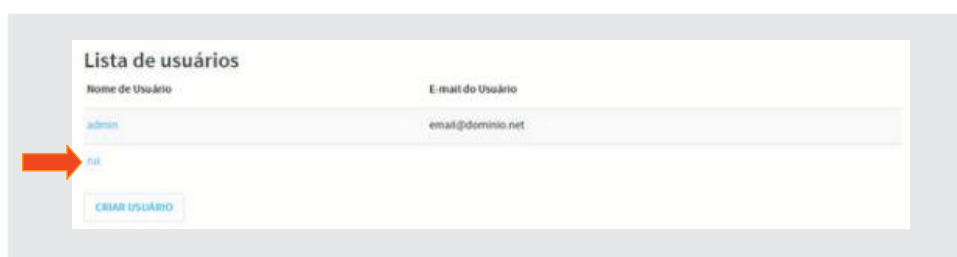 Lista de usuários
Nome de Usuário E-mail do Usuário
admin email@dominio.net
rui
CRIAR USUÁRIO